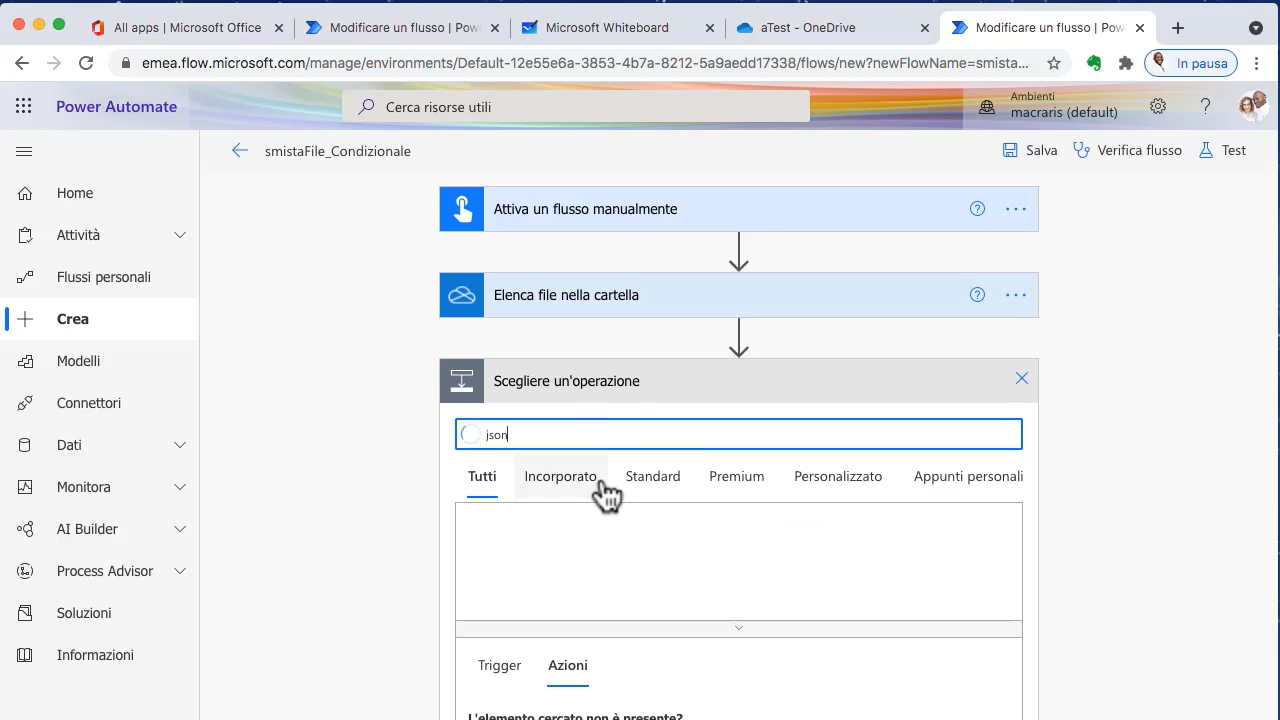 All apps | Microsoft Office
Modificare un flusso | Pow
Microsoft Whiteboard
aTest - OneDrive
Modificare un flusso | Pow
emea.flow.microsoft.com/manage/environments/Default-12e55e6a-3853-4b7a-8212-5a9aedd17338/flows/new?newFlowName=smista...
In pausa
Power Automate
Cerca risorse utili
Ambienti
macraris (default)
smistaFile_Condizionale
Salva
Verifica flusso
Test
Home
Attività
Flussi personali
Crea
Modelli
Connettori
Dati
Monitora
AI Builder
Process Advisor
Soluzioni
Informazioni
Attiva un flusso manualmente
Elenca file nella cartella
Scegliere un'operazione
json
Tutti
Incorporato
Standard
Premium
Personalizzato
Appunti personali
Trigger
Azioni
L'elemento cercato non è presente?